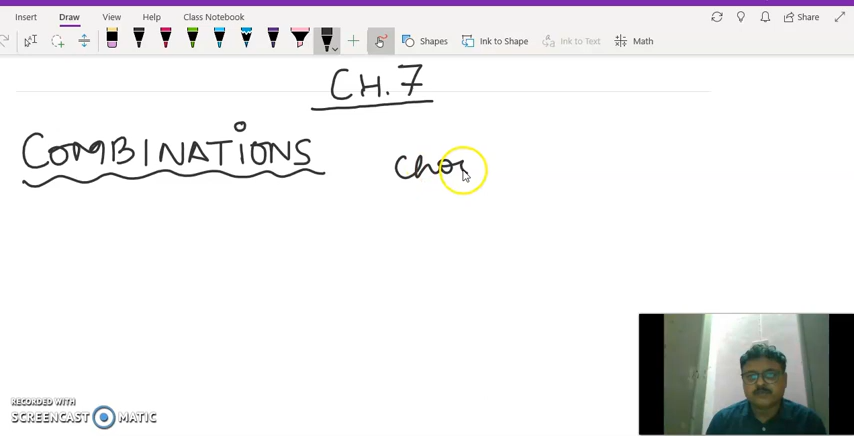 Insert Draw View Help Class Notebook Share
Shapes Ink to Shape Ink to Text Math
CH.7
COMBINATIONS
RECORDED WITH
SCREENCAST MATIC